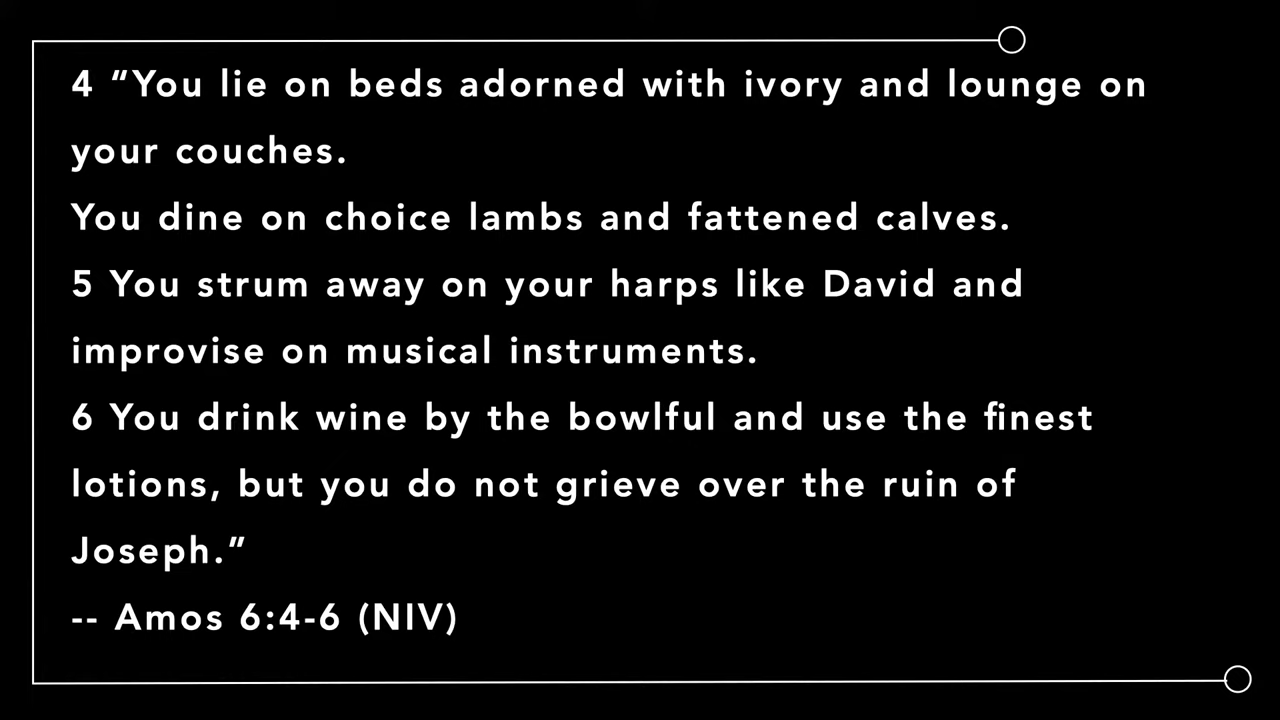 4 “You lie on beds adorned with ivory and lounge on
your couches.
You dine on choice lambs and fattened calves.
5 You strum away on your harps like David and
improvise on musical instruments.
6 You drink wine by the bowlful and use the finest
lotions, but you do not grieve over the ruin of
Joseph.”
-- Amos 6:4-6 (NIV)